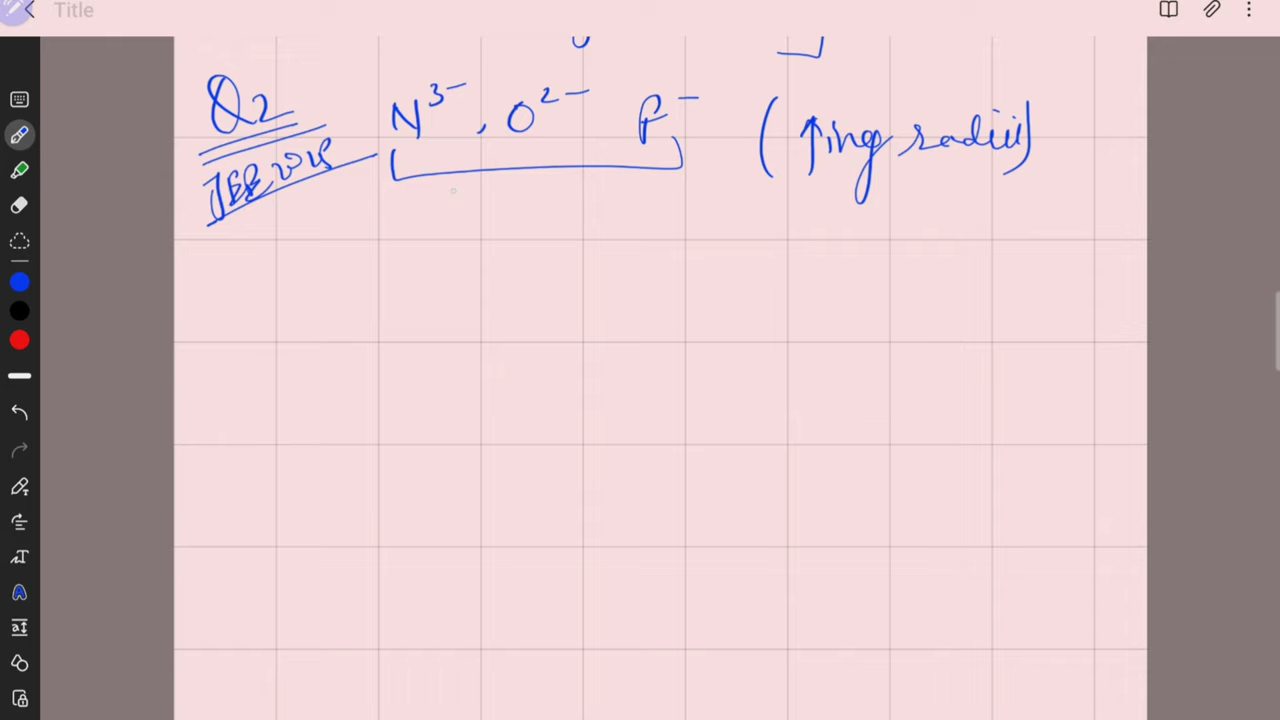 Title
Q2 N³⁻, O²⁻ F⁻ (↑ing radii)
JEE 2015